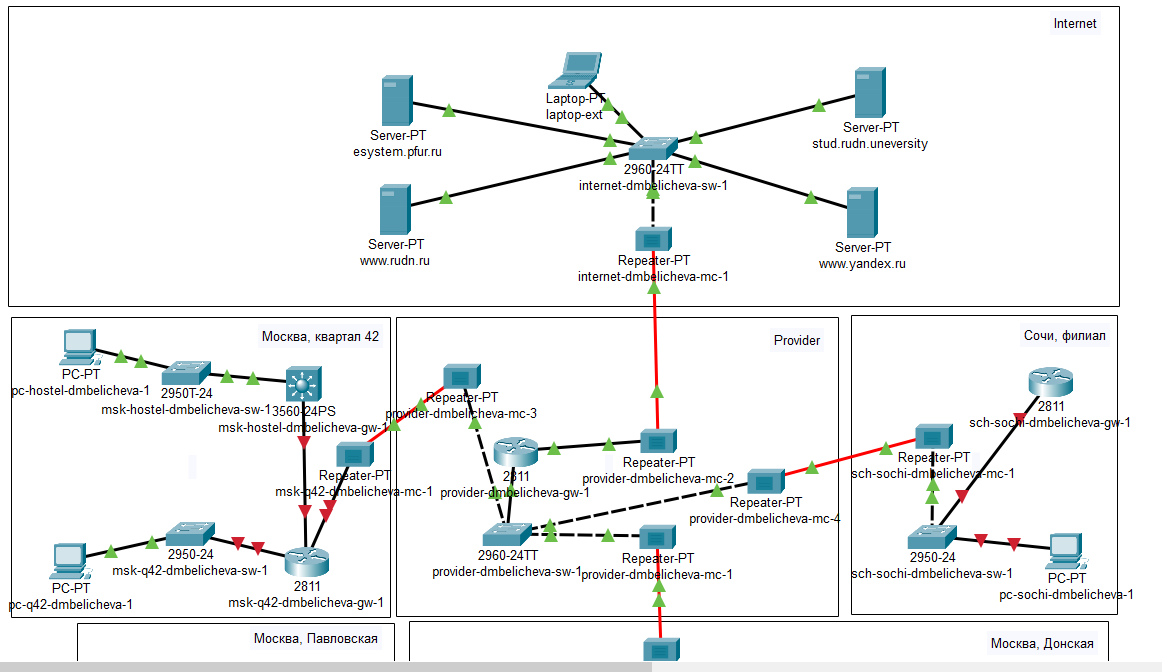 Internet
Laptop-PT
laptop-ext
Server-PT
esystem.pfur.ru
Server-PT
stud.rudn.uneversity
2960-24TT
internet-dmbelicheva-sw-1
Server-PT
www.rudn.ru
Server-PT
www.yandex.ru
Repeater-PT
internet-dmbelicheva-mc-1
Москва, квартал 42
PC-PT
pc-hostel-dmbelicheva-1
2950T-24
msk-hostel-dmbelicheva-sw-1
3560-24PS
msk-hostel-dmbelicheva-gw-1
Repeater-PT
msk-q42-dmbelicheva-mc-1
2950-24
msk-q42-dmbelicheva-sw-1
PC-PT
pc-q42-dmbelicheva-1
2811
msk-q42-dmbelicheva-gw-1
Provider
Repeater-PT
provider-dmbelicheva-mc-3
2811
provider-dmbelicheva-gw-1
Repeater-PT
provider-dmbelicheva-mc-2
Repeater-PT
provider-dmbelicheva-mc-4
2960-24TT
provider-dmbelicheva-sw-1
Repeater-PT
provider-dmbelicheva-mc-1
Сочи, филиал
2811
sch-sochi-dmbelicheva-gw-1
Repeater-PT
sch-sochi-dmbelicheva-mc-1
2950-24
sch-sochi-dmbelicheva-sw-1
PC-PT
pc-sochi-dmbelicheva-1
Москва, Павловская
Москва, Донская